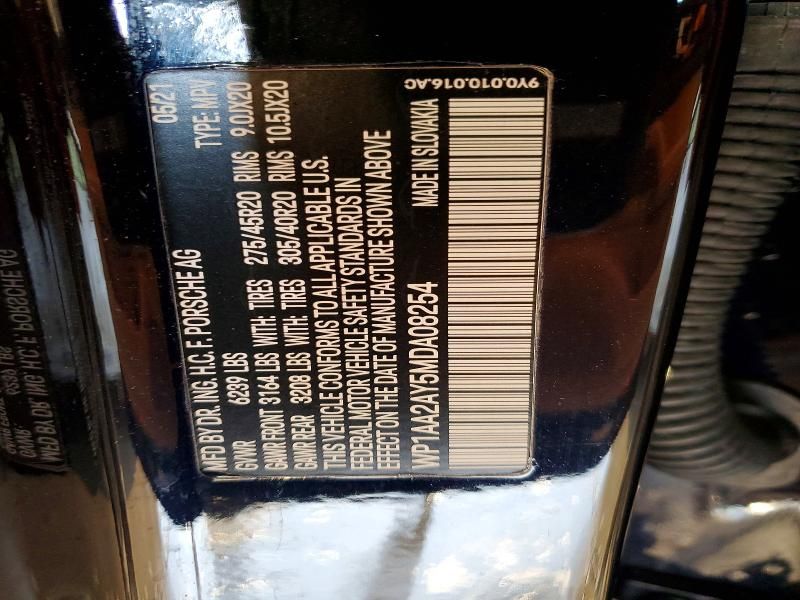 MFD BY DR. ING. H.C. F. PORSCHE AG 05/21
GVWR 6239 LBS TYPE: MPV
GAWR FRONT 3164 LBS WITH: TIRES 275/45R20 RIMS 9.0JX20
GAWR REAR 3208 LBS WITH: TIRES 305/40R20 RIMS 10.5JX20
THIS VEHICLE CONFORMS TO ALL APPLICABLE U.S.
FEDERAL MOTOR VEHICLE SAFETY STANDARDS IN
EFFECT ON THE DATE OF MANUFACTURE SHOWN ABOVE
WP1AA2AY5MDA08254 MADE IN SLOVAKIA
9Y0.010.016.AC